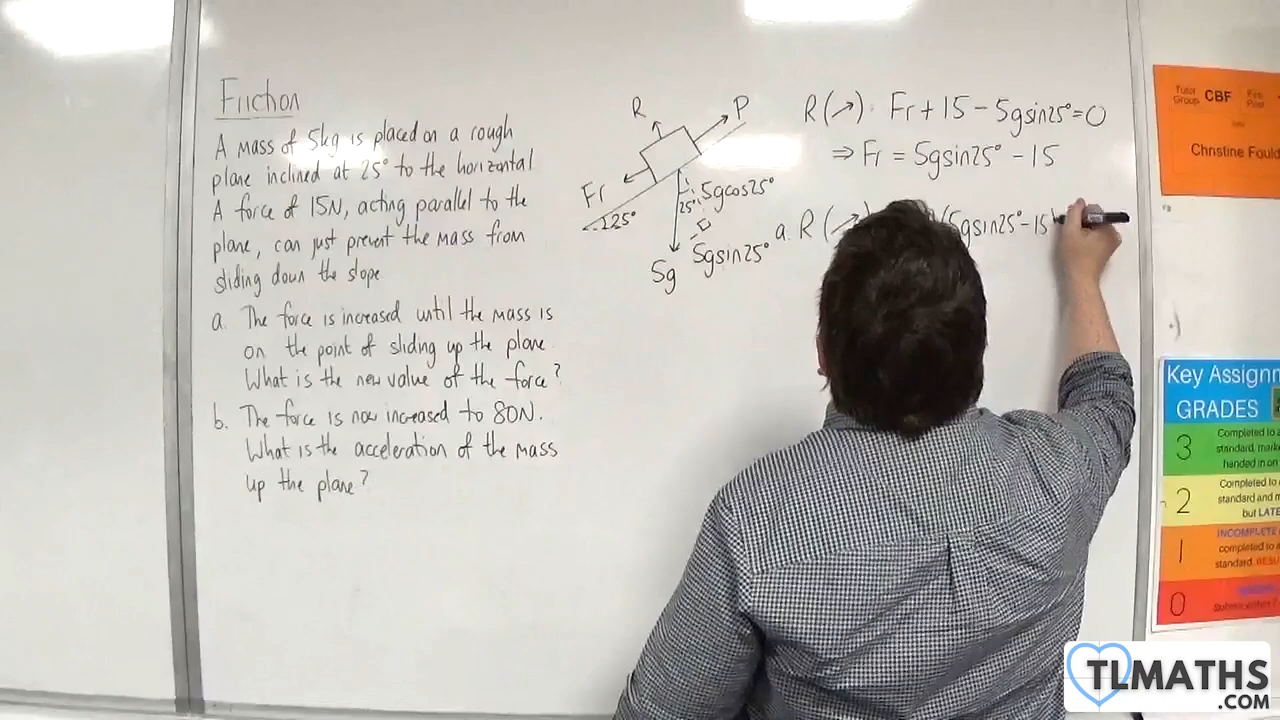 Friction
A mass of 5kg is placed on a rough
plane inclined at 25° to the horizontal
A force of 15N, acting parallel to the
plane, can just prevent the mass from
sliding down the slope.
a. The force is increased until the mass is
on the point of sliding up the plane.
What is the new value of the force?
b. The force is now increased to 80N.
What is the acceleration of the mass
up the plane?
R
P
Fr
25°
25°
5gcos25°
5gsin25°
5g
R(↗): Fr + 15 - 5gsin25° = 0
⇒ Fr = 5gsin25° - 15
a. R(↗) (5gsin25° - 15)
Tutor
Group
CBF
Christine Fould
Key Assignm
GRADES
3
Completed to a
standard, mark
handed in on
2
Completed to
standard and m
but LATE
1
INCOMPLETE
completed to a
standard. RESU
0
TLMATHS
.COM